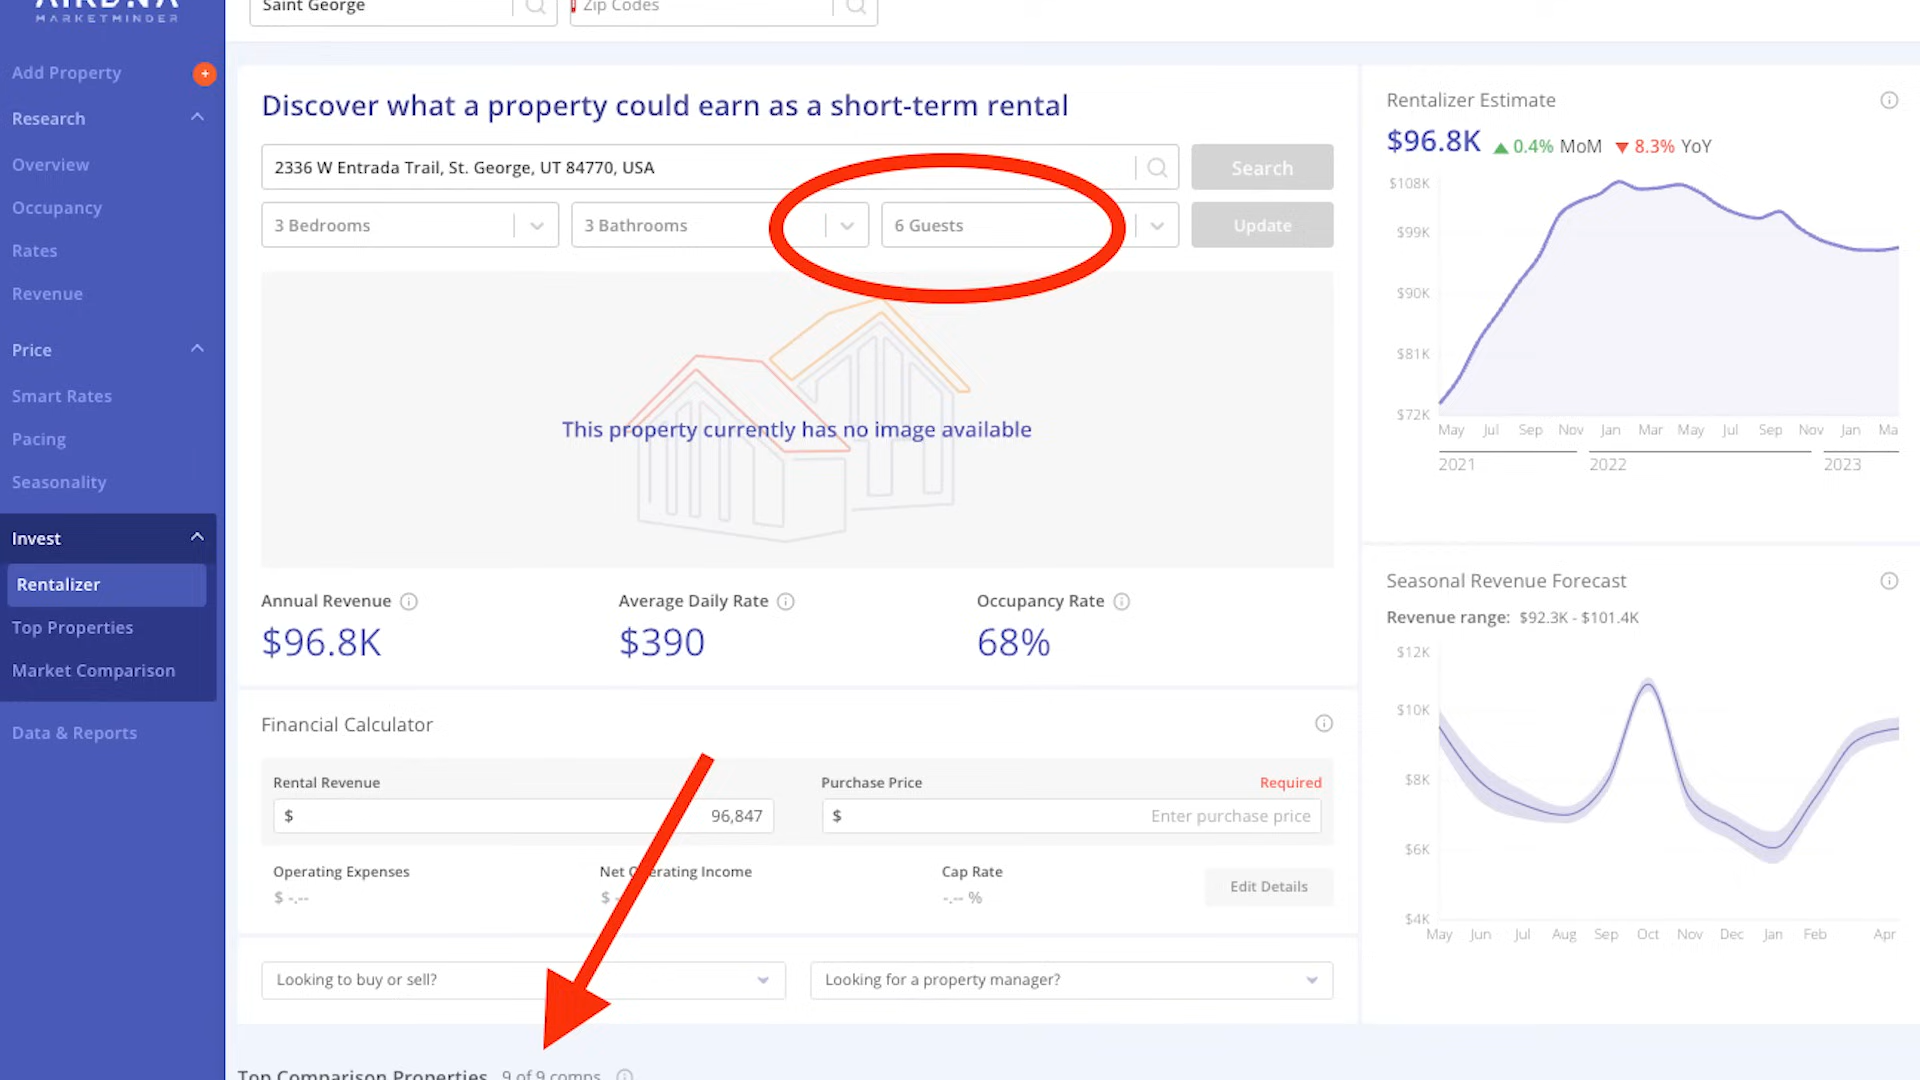 AIRDNA
MARKETMINDER
Saint George
Zip Codes
Add Property
+
Research
Overview
Occupancy
Rates
Revenue
Price
Smart Rates
Pacing
Seasonality
Invest
Rentalizer
Top Properties
Market Comparison
Data & Reports
Discover what a property could earn as a short-term rental
2336 W Entrada Trail, St. George, UT 84770, USA
Search
3 Bedrooms
3 Bathrooms
6 Guests
Update
This property currently has no image available
Annual Revenue
$96.8K
Average Daily Rate
$390
Occupancy Rate
68%
Financial Calculator
Rental Revenue
$ 96,847
Purchase Price
Required
$ Enter purchase price
Operating Expenses
$ -.--
Net Operating Income
$ -
Cap Rate
-.-- %
Edit Details
Looking to buy or sell?
Looking for a property manager?
Top Comparison Properties 9 of 9 comps
Rentalizer Estimate
$96.8K 0.4% MoM 8.3% YoY
$108K
$99K
$90K
$81K
$72K
May Jul Sep Nov Jan Mar May Jul Sep Nov Jan Ma
2021 2022 2023
Seasonal Revenue Forecast
Revenue range: $92.3K - $101.4K
$12K
$10K
$8K
$6K
$4K
May Jun Jul Aug Sep Oct Nov Dec Jan Feb Apr